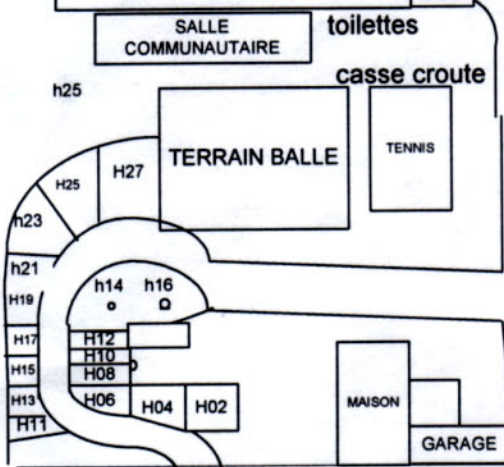 SALLE
COMMUNAUTAIRE
toilettes
casse croute
h25
TERRAIN BALLE
TENNIS
H27
H25
h23
h21
H19
h14
h16
H17
H12
H10
H15
H08
H13
H06
H04
H02
H11
MAISON
GARAGE